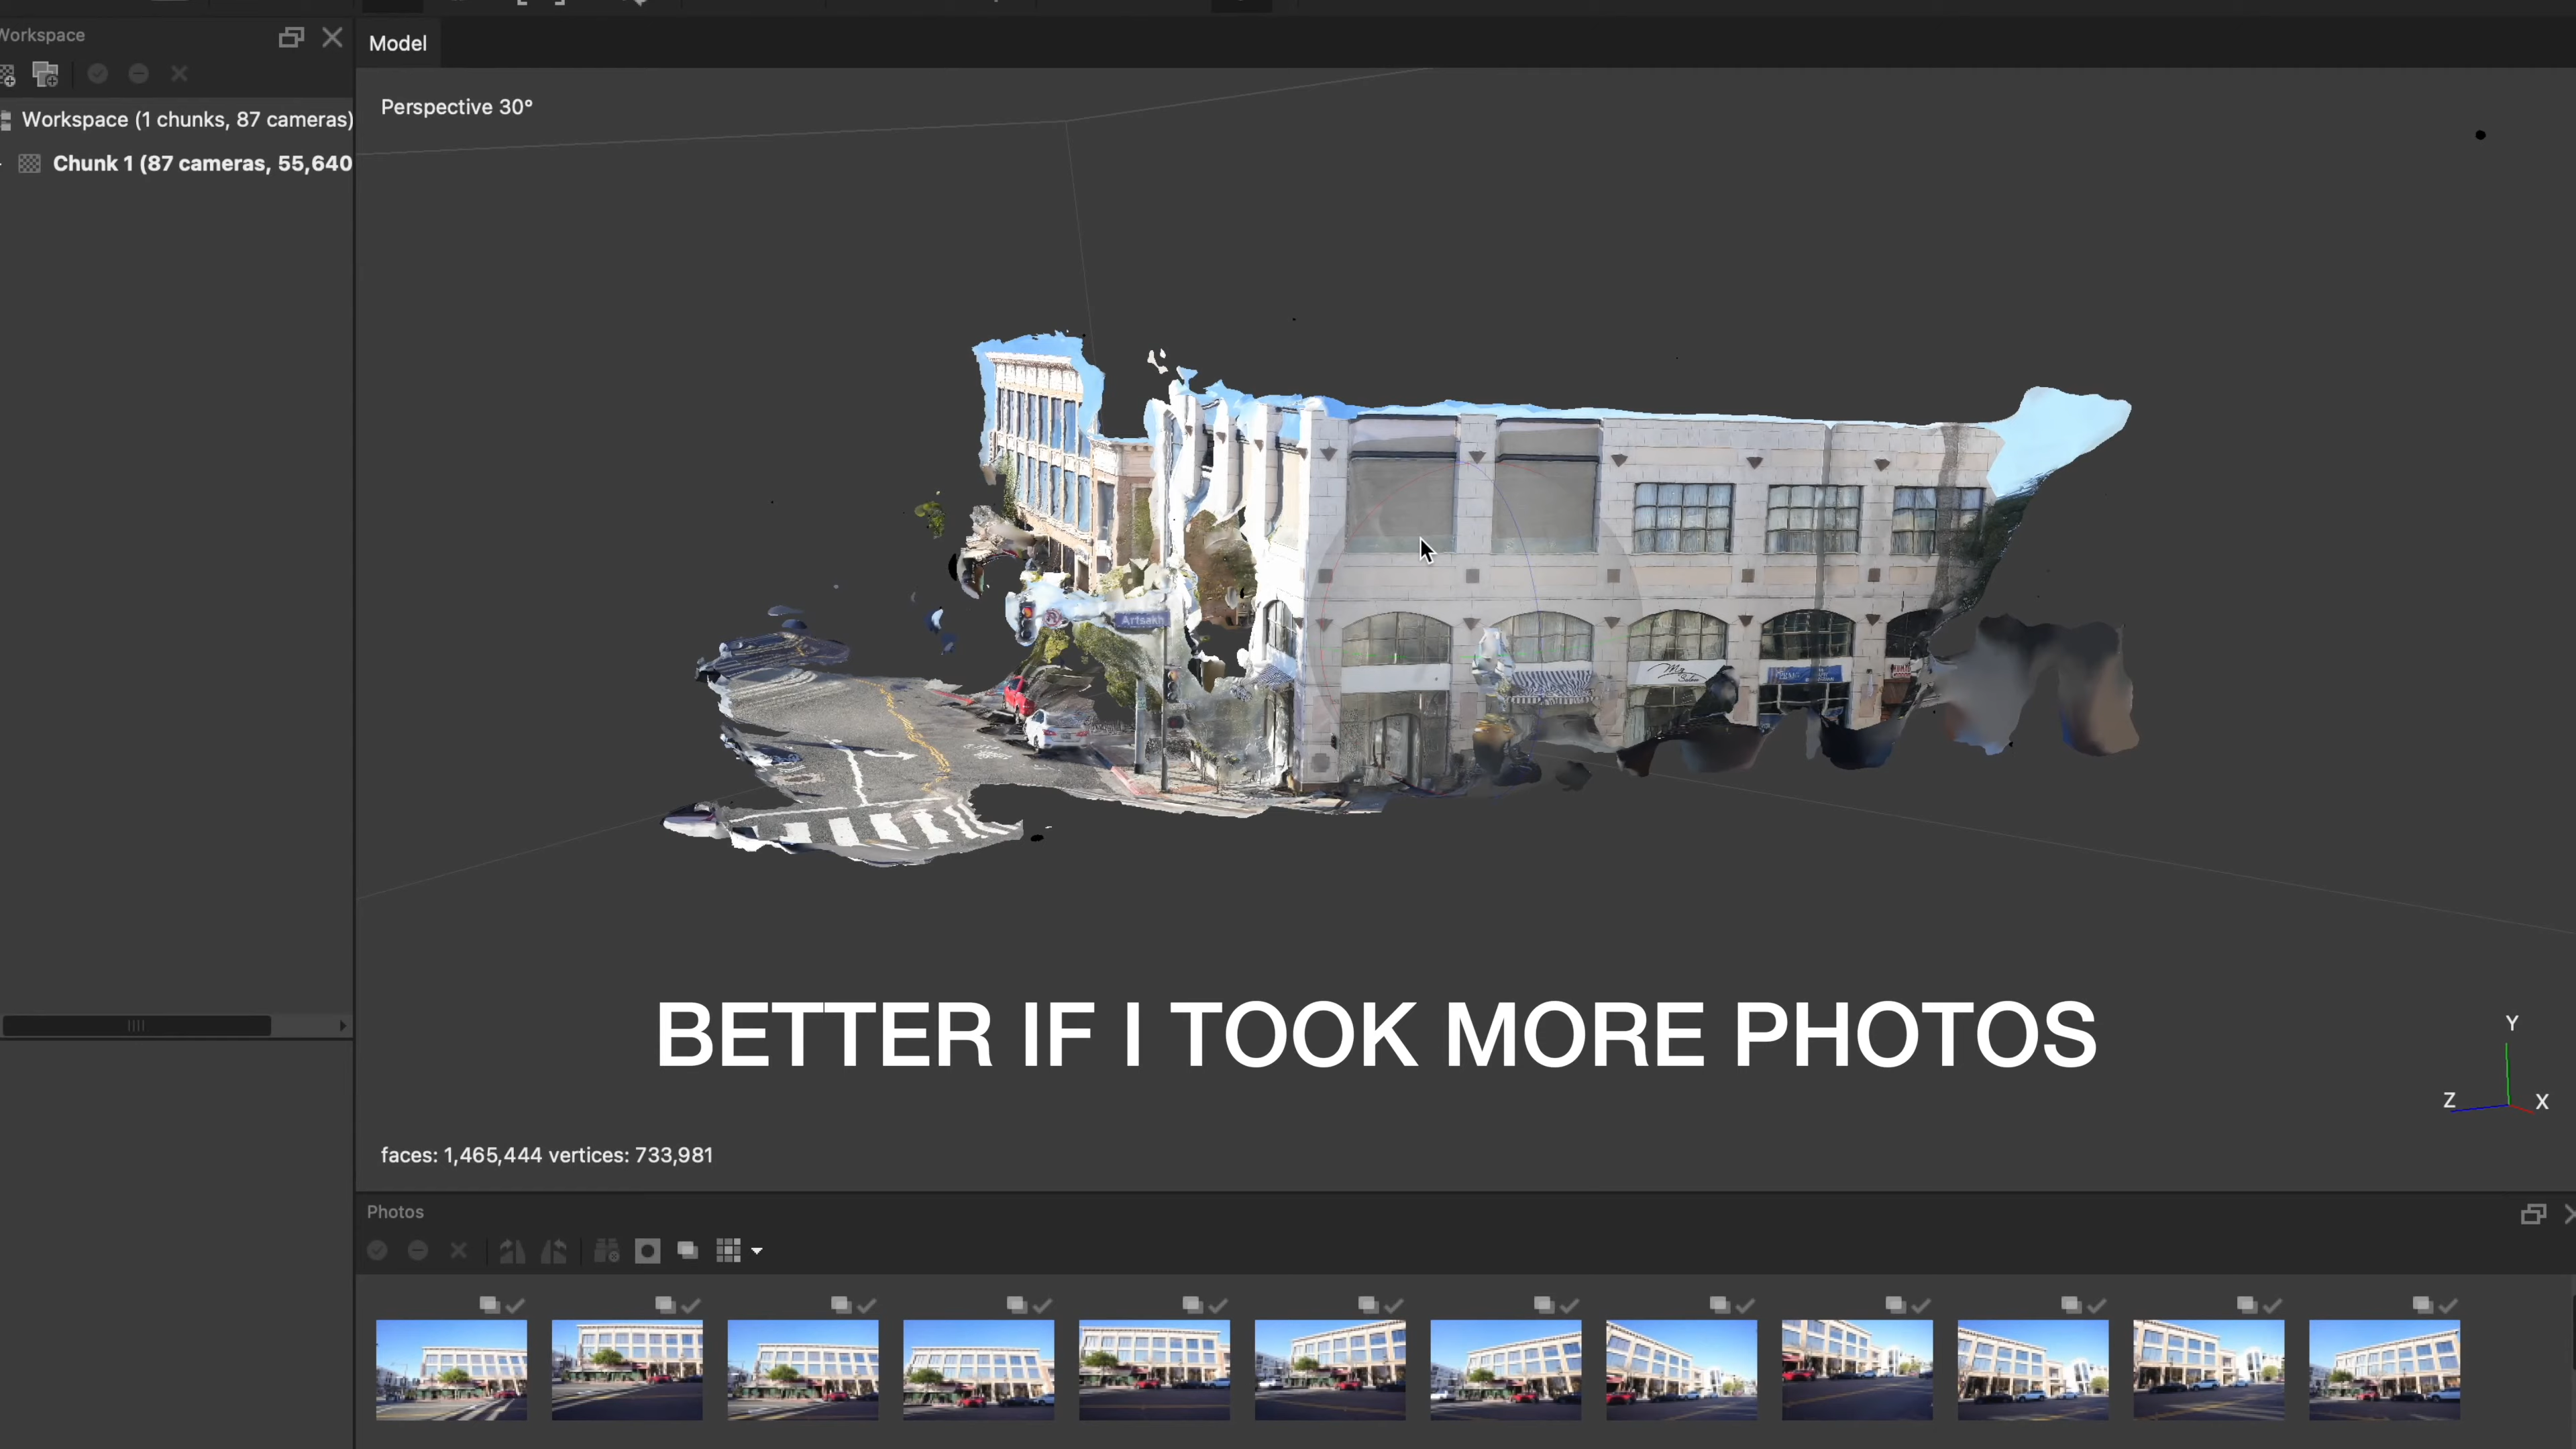 Workspace
Model
Workspace (1 chunks, 87 cameras)
Chunk 1 (87 cameras, 55,640
Perspective 30°
Artsakh
BETTER IF I TOOK MORE PHOTOS
Y
Z
X
faces: 1,465,444 vertices: 733,981
Photos